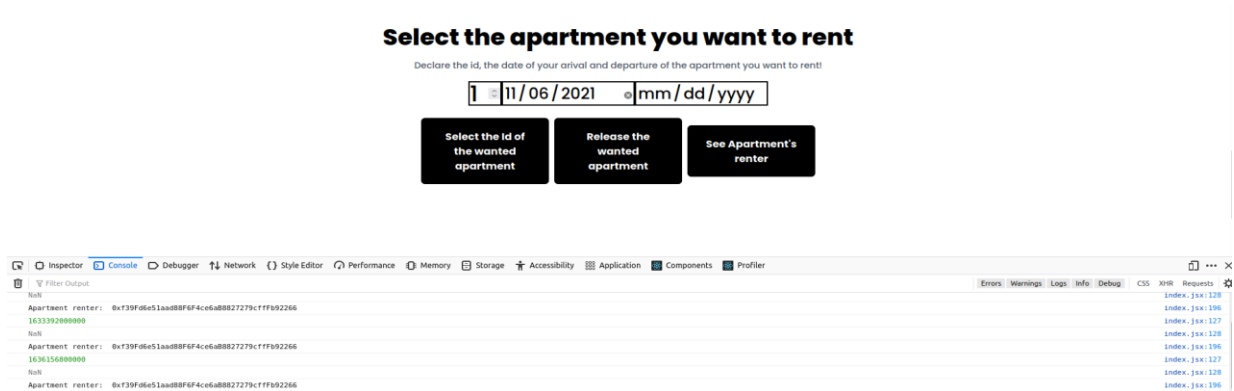 Select the apartment you want to rent
Declare the id, the date of your arival and departure of the apartment you want to rent!
1 11/06/2021 mm/dd/yyyy
Select the Id of
the wanted
apartment
Release the
wanted
apartment
See Apartment's
renter
Inspector Console Debugger Network {} Style Editor Performance Memory Storage Accessibility Application Components Profiler
Filter Output Errors Warnings Logs Info Debug CSS XHR Requests
NaN index.jsx:128
Apartment renter: 0xf39Fd6e51aad88F6F4ce6aB8827279cffFb92266 index.jsx:196
1633392000000 index.jsx:127
NaN index.jsx:128
Apartment renter: 0xf39Fd6e51aad88F6F4ce6aB8827279cffFb92266 index.jsx:196
1636156800000 index.jsx:127
NaN index.jsx:128
Apartment renter: 0xf39Fd6e51aad88F6F4ce6aB8827279cffFb92266 index.jsx:196